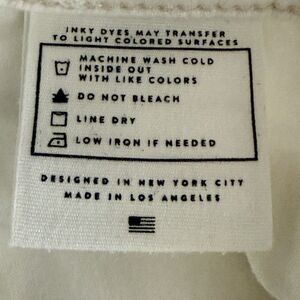 INKY DYES MAY TRANSFER
TO LIGHT COLORED SURFACES
MACHINE WASH COLD
INSIDE OUT
WITH LIKE COLORS
DO NOT BLEACH
LINE DRY
LOW IRON IF NEEDED
DESIGNED IN NEW YORK CITY
MADE IN LOS ANGELES